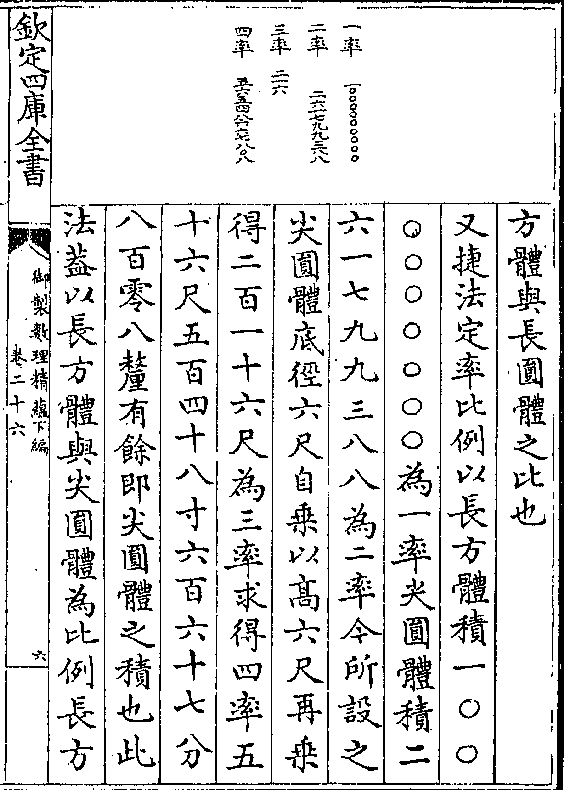 一率　一〇〇〇〇〇〇〇〇〇
二率　二六一七九九三八八
三率　二一六
四率　五六五四八六六七八〇八
方體與長圓體之比也
又捷法定率比例以長方體積一〇〇
〇〇〇〇〇〇〇為一率尖圓體積二
六一七九九三八八為二率今所設之
尖圓體底徑六尺自乗以髙六尺再乗
得二百一十六尺為三率求得四率五
十六尺五百四十八寸六百六十七分
八百零八釐有餘即尖圓體之積也此
法葢以長方體與尖圓體為比例長方
欽定四庫全書
御製數理精蘊下編
卷二十六
六